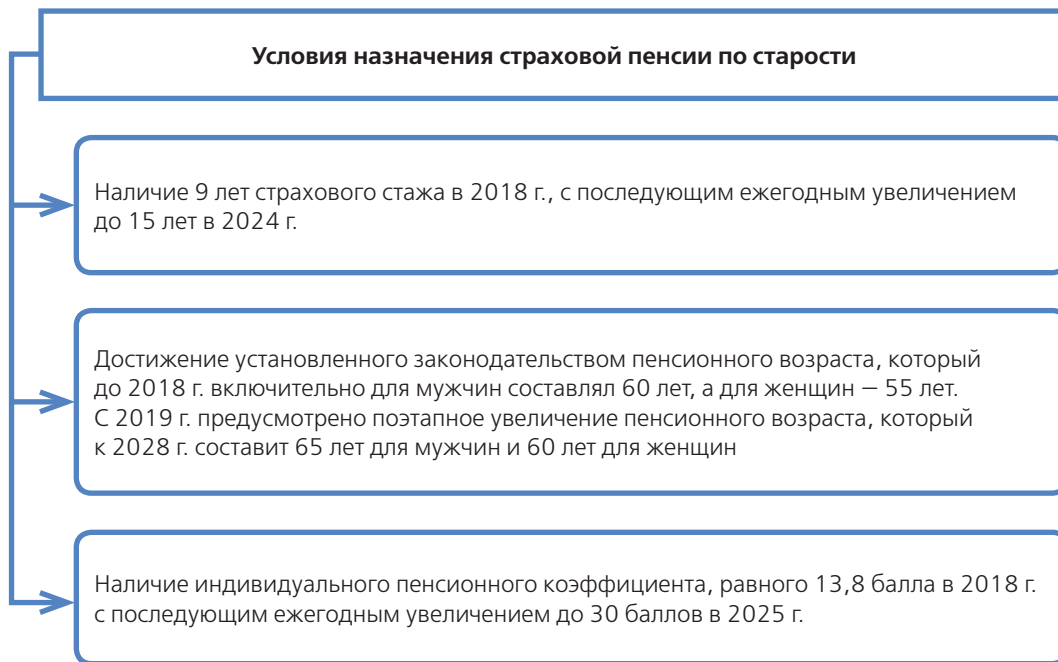 Условия назначения страховой пенсии по старости
Наличие 9 лет страхового стажа в 2018 г., с последующим ежегодным увеличением
до 15 лет в 2024 г.
Достижение установленного законодательством пенсионного возраста, который
до 2018 г. включительно для мужчин составлял 60 лет, а для женщин — 55 лет.
С 2019 г. предусмотрено поэтапное увеличение пенсионного возраста, который
к 2028 г. составит 65 лет для мужчин и 60 лет для женщин
Наличие индивидуального пенсионного коэффициента, равного 13,8 балла в 2018 г.
с последующим ежегодным увеличением до 30 баллов в 2025 г.